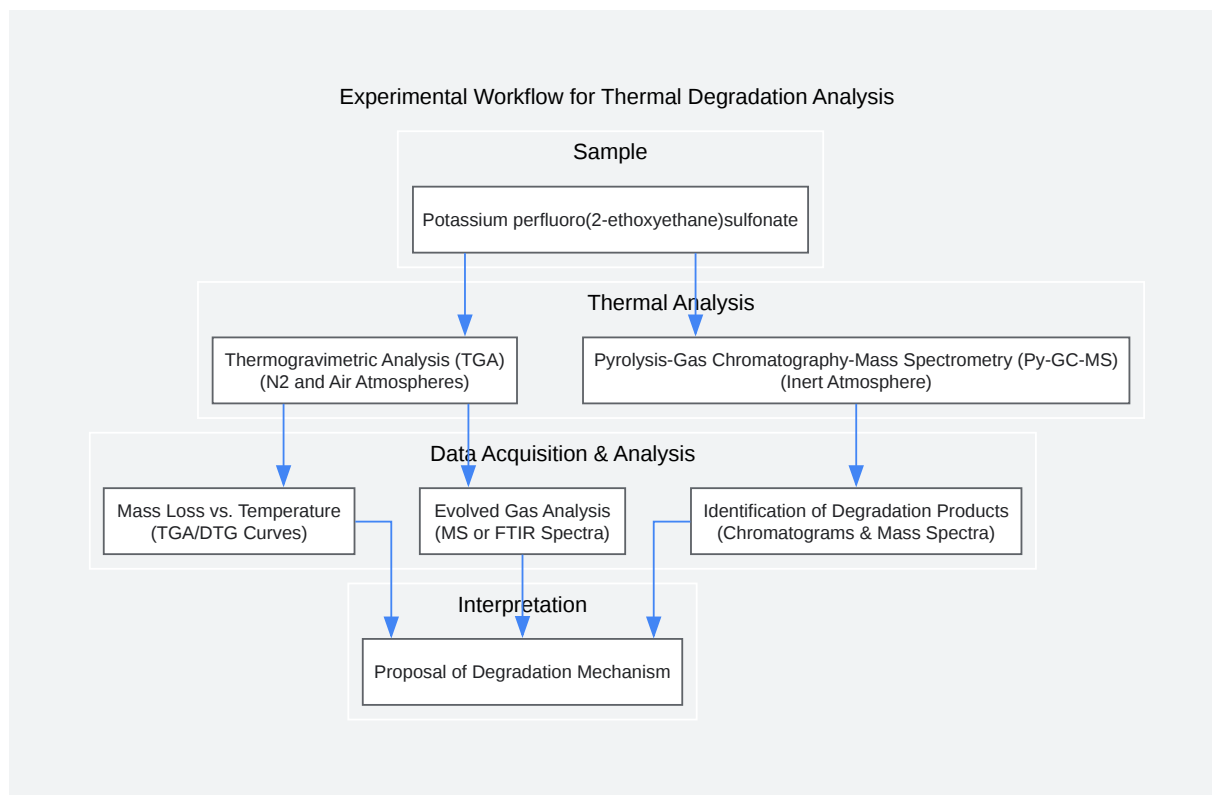 Experimental Workflow for Thermal Degradation Analysis
Sample
Potassium perfluoro(2-ethoxyethane)sulfonate
Thermal Analysis
Thermogravimetric Analysis (TGA)
(N2 and Air Atmospheres)
Pyrolysis-Gas Chromatography-Mass Spectrometry (Py-GC-MS)
(Inert Atmosphere)
Data Acquisition & Analysis
Mass Loss vs. Temperature
(TGA/DTG Curves)
Evolved Gas Analysis
(MS or FTIR Spectra)
Identification of Degradation Products
(Chromatograms & Mass Spectra)
Interpretation
Proposal of Degradation Mechanism